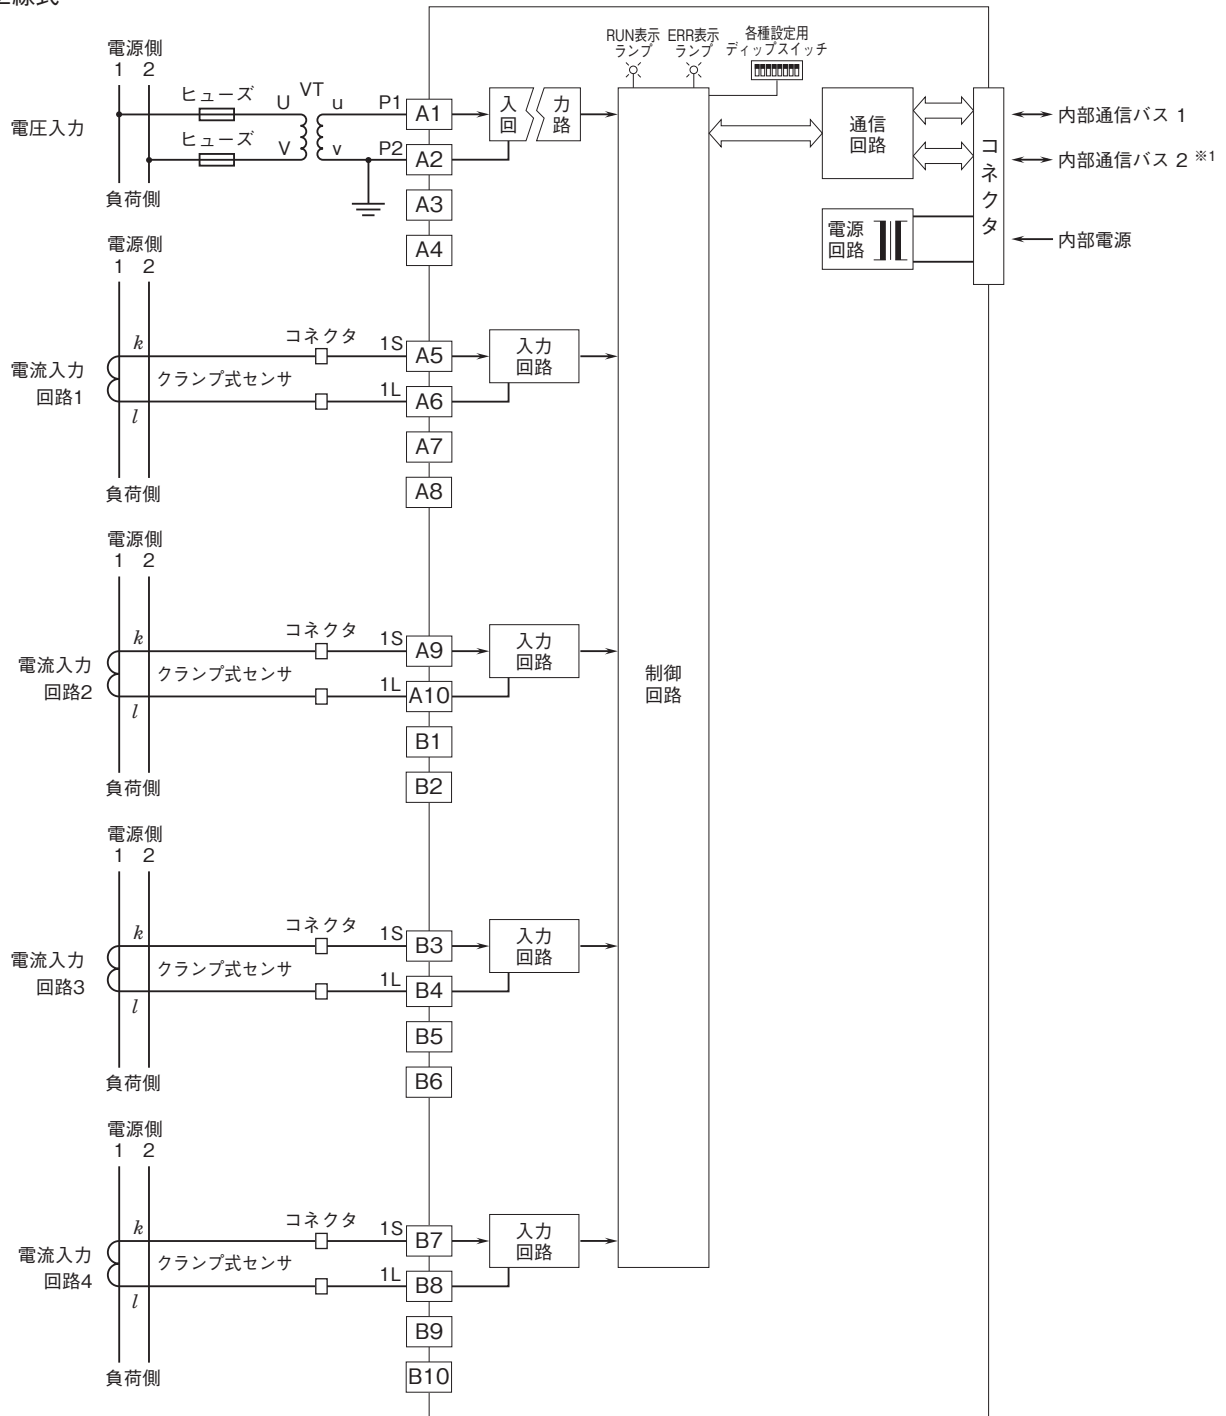 線式
RUN表示
ランプ
ERR表示
ランプ
各種設定用
ディップスイッチ
電源側
1 2
電圧入力
ヒューズ
ヒューズ
U VT u
V v
P1
P2
A1
A2
A3
A4
入力
回路
負荷側
通信
回路
電源
回路
コネクタ
内部通信バス 1
内部通信バス 2 ※1
内部電源
制御
回路
電源側
1 2
電流入力
回路1
k
l
コネクタ
クランプ式センサ
1S
1L
A5
A6
A7
A8
入力
回路
負荷側
電源側
1 2
電流入力
回路2
k
l
コネクタ
クランプ式センサ
1S
1L
A9
A10
B1
B2
入力
回路
負荷側
電源側
1 2
電流入力
回路3
k
l
コネクタ
クランプ式センサ
1S
1L
B3
B4
B5
B6
入力
回路
負荷側
電源側
1 2
電流入力
回路4
k
l
コネクタ
クランプ式センサ
1S
1L
B7
B8
B9
B10
入力
回路
負荷側